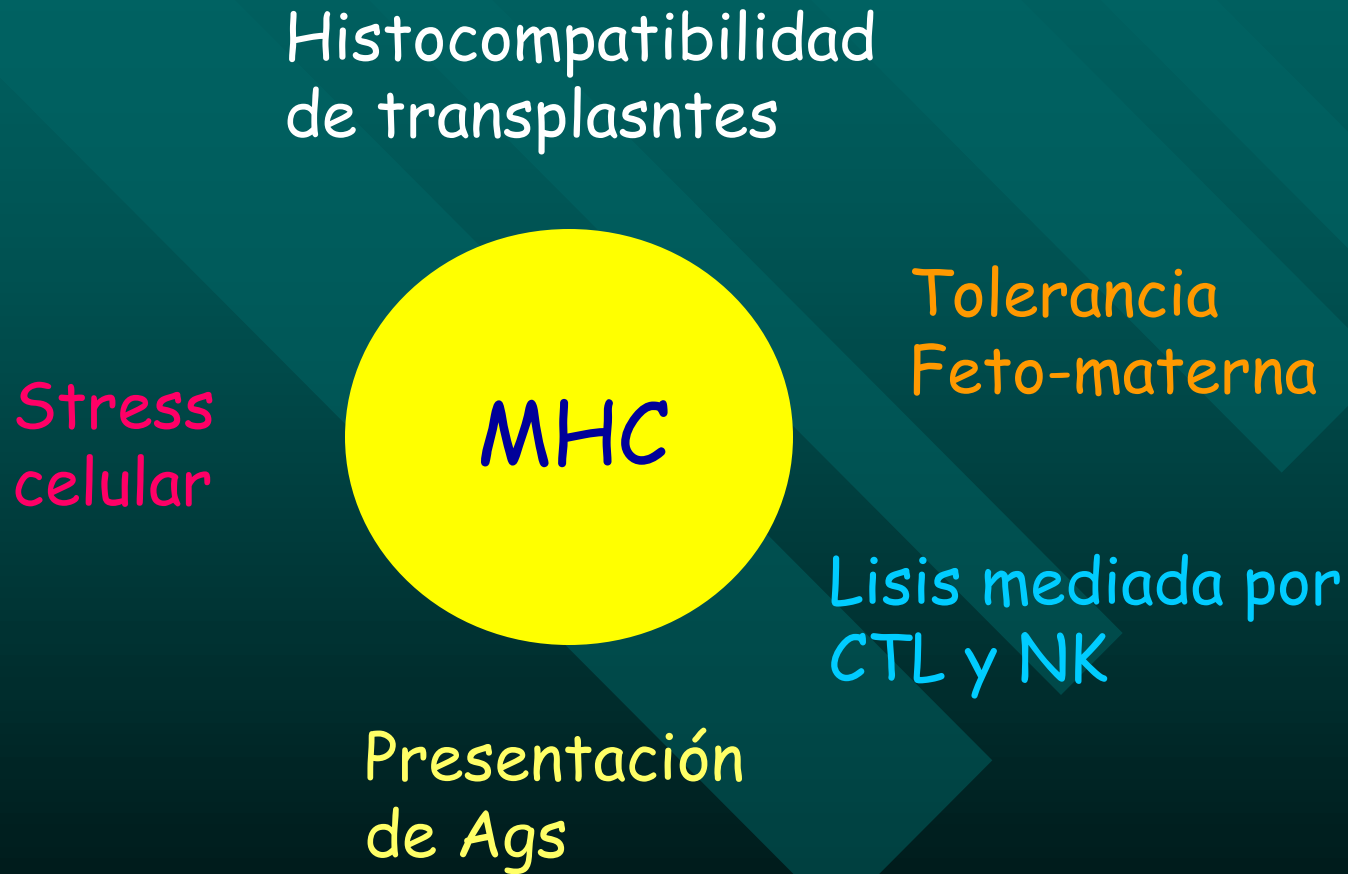 Histocompatibilidad
de transplasntes
Tolerancia
Feto-materna
Stress
celular
MHC
Lisis mediada por
CTL y NK
Presentación
de Ags